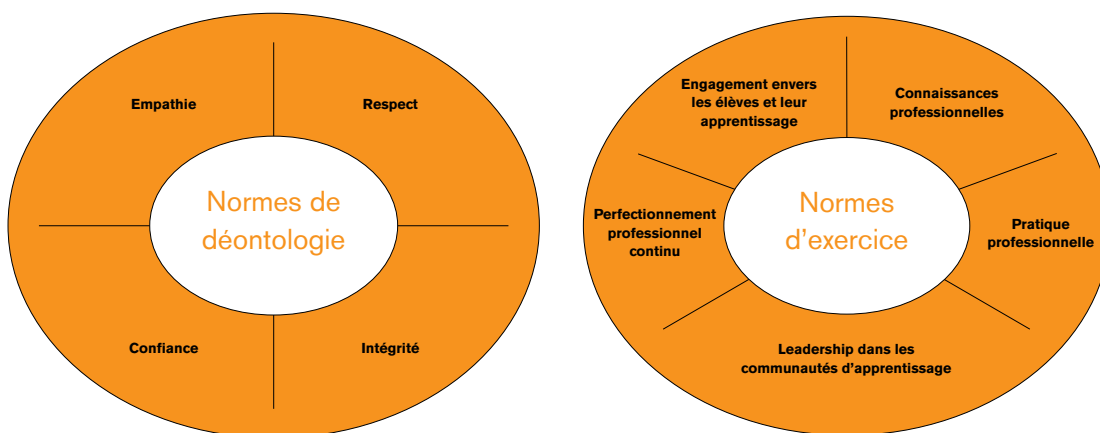 Empathie
Respect
Normes de
déontologie
Confiance
Intégrité
Engagement envers
les élèves et leur
apprentissage
Connaissances
professionnelles
Perfectionnement
professionnel
continu
Normes
d'exercice
Pratique
professionnelle
Leadership dans les
communautés d'apprentissage